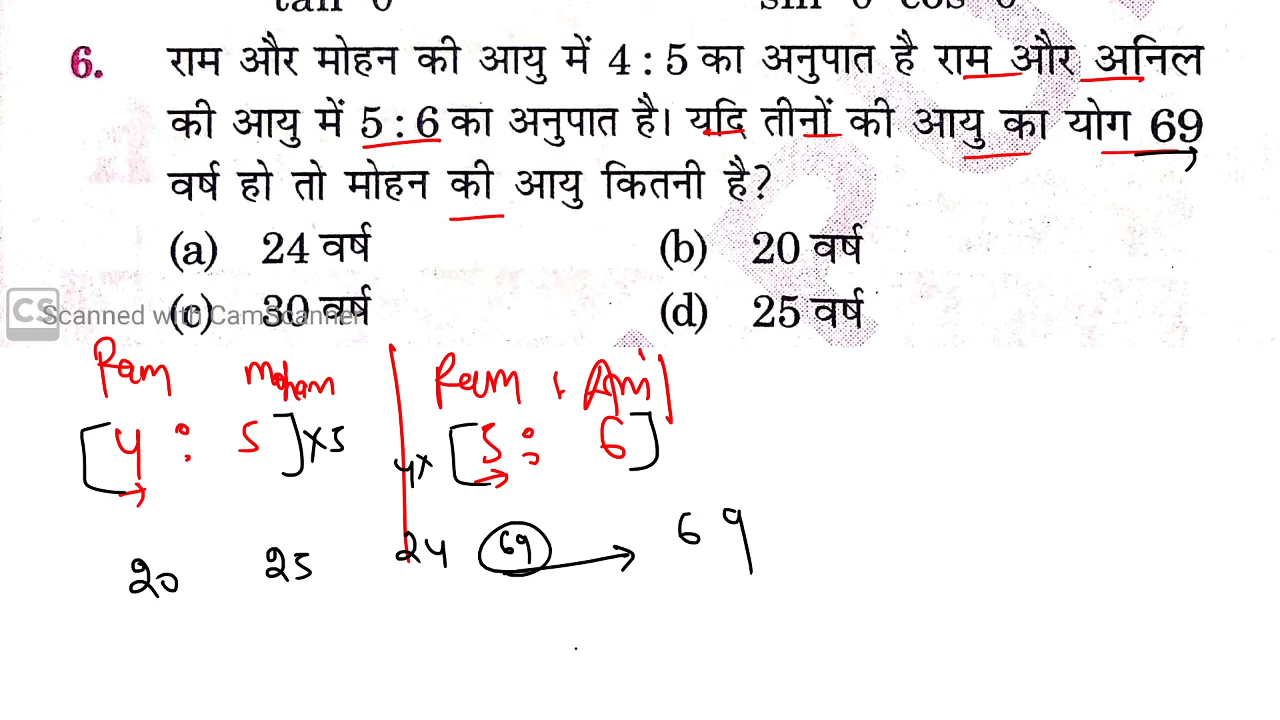 6. राम और मोहन की आयु में 4 : 5 का अनुपात है राम और अनिल
की आयु में 5 : 6 का अनुपात है। यदि तीनों की आयु का योग 69
वर्ष हो तो मोहन की आयु कितनी है?
(a) 24 वर्ष (b) 20 वर्ष
(c) 30 वर्ष (d) 25 वर्ष
CS Scanned with CamScanner
Ram Moham Ram : Anil
[4 : 5]×5 4×[5 : 6]
20 25 24 69 → 69